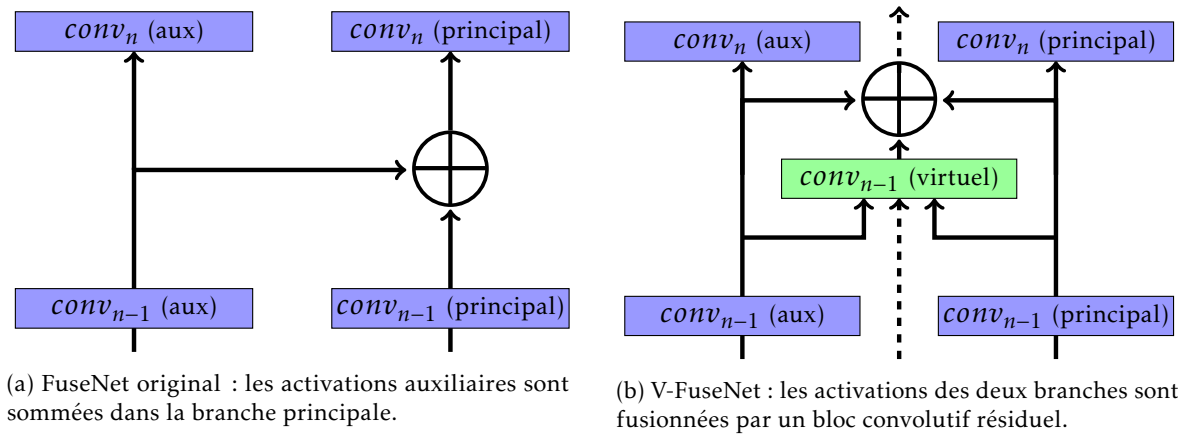 conv_n (aux)
conv_n (principal)
conv_{n−1} (aux)
conv_{n−1} (principal)
(a) FuseNet original : les activations auxiliaires sont
sommées dans la branche principale.
conv_n (aux)
conv_n (principal)
conv_{n−1} (virtuel)
conv_{n−1} (aux)
conv_{n−1} (principal)
(b) V-FuseNet : les activations des deux branches sont
fusionnées par un bloc convolutif résiduel.